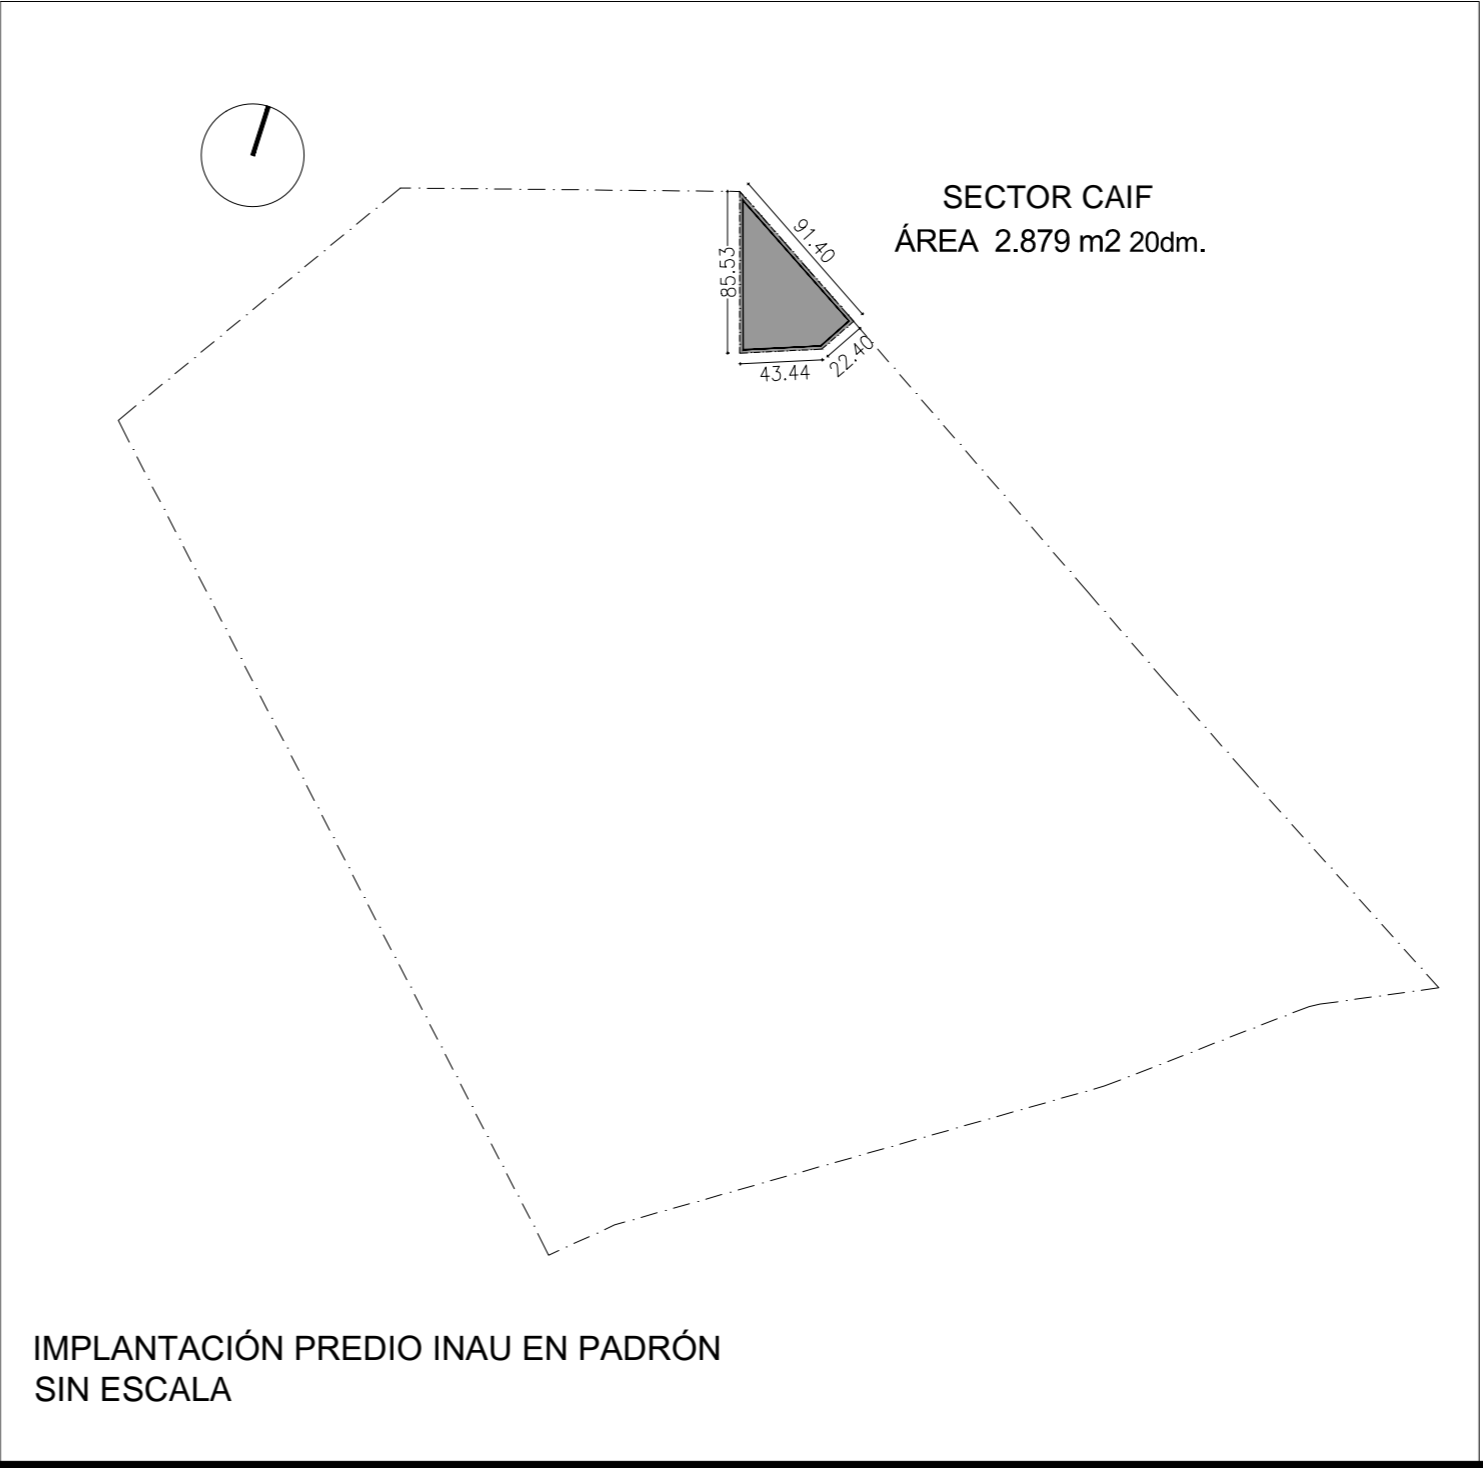 SECTOR CAIF
ÁREA 2.879 m2 20dm.
91.40
85.53
43.44
22.40
IMPLANTACIÓN PREDIO INAU EN PADRÓN
SIN ESCALA